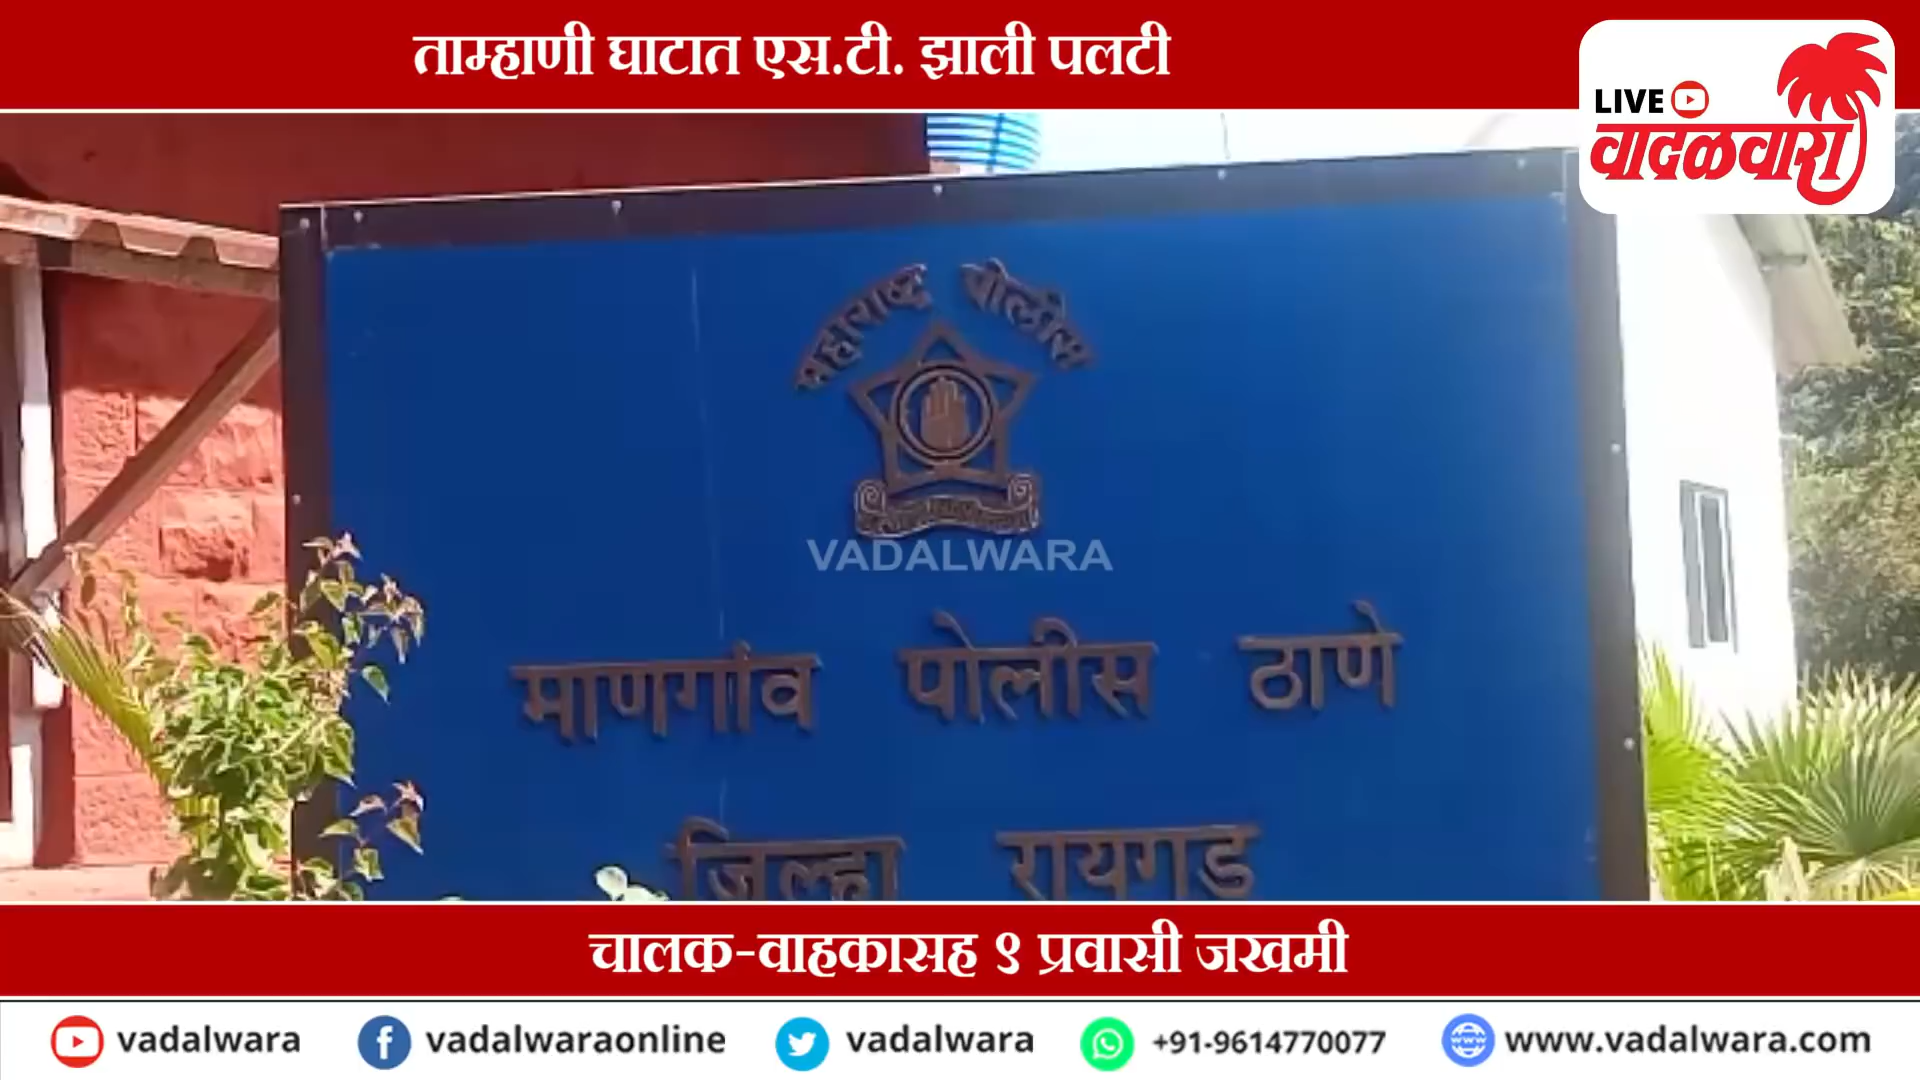 ताम्हाणी घाटात एस.टी. झाली पलटी
LIVE
वादळवारा
महाराष्ट्र पोलीस
VADALWARA
माणगांव पोलीस ठाणे
जिल्हा रायगड
चालक-वाहकासह ९ प्रवासी जखमी
vadalwara vadalwaraonline vadalwara +91-9614770077 www.vadalwara.com